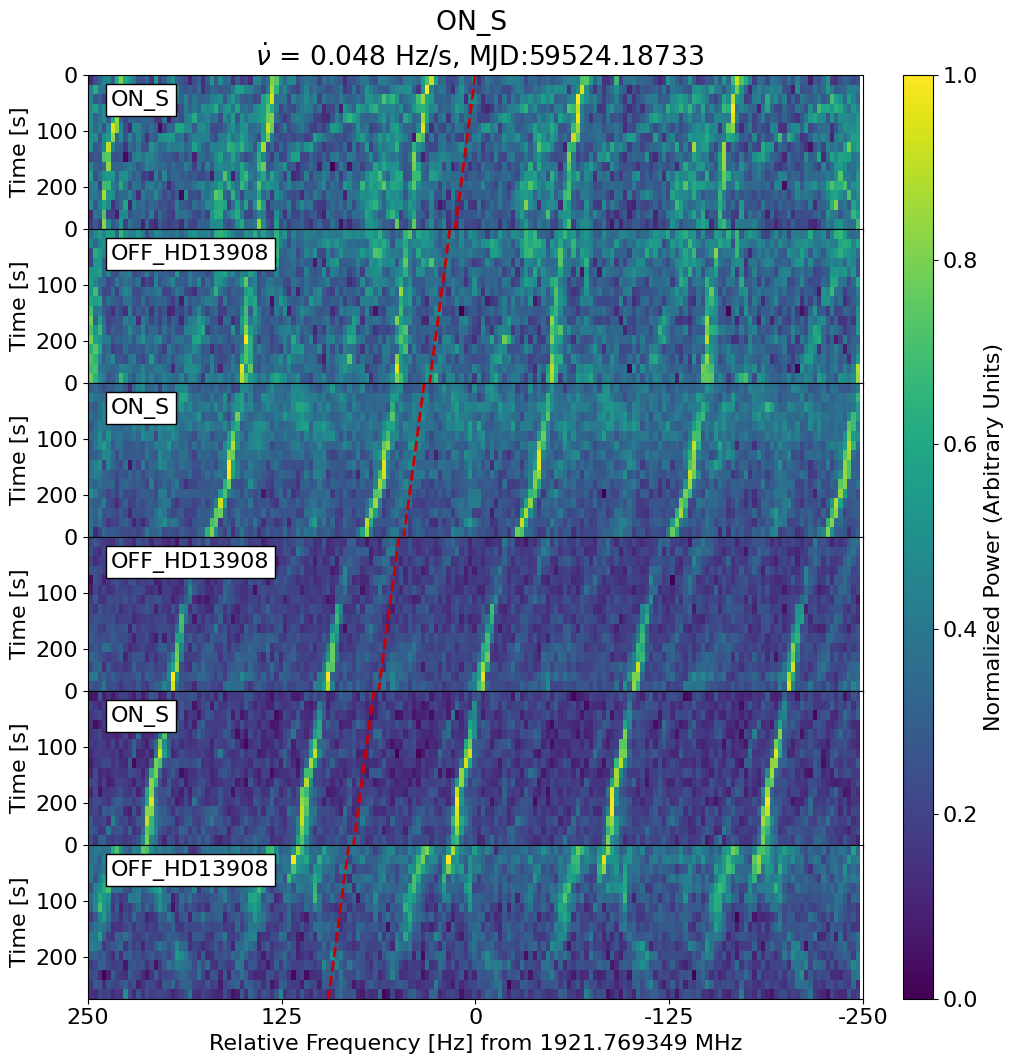 ON_S
ν̇ = 0.048 Hz/s, MJD:59524.18733
0
100
200
Time [s]
ON_S
0
100
200
Time [s]
OFF_HD13908
0
100
200
Time [s]
ON_S
0
100
200
Time [s]
OFF_HD13908
0
100
200
Time [s]
ON_S
0
100
200
Time [s]
OFF_HD13908
250 125 0 -125 -250
Relative Frequency [Hz] from 1921.769349 MHz
1.0
0.8
0.6
0.4
0.2
0.0
Normalized Power (Arbitrary Units)